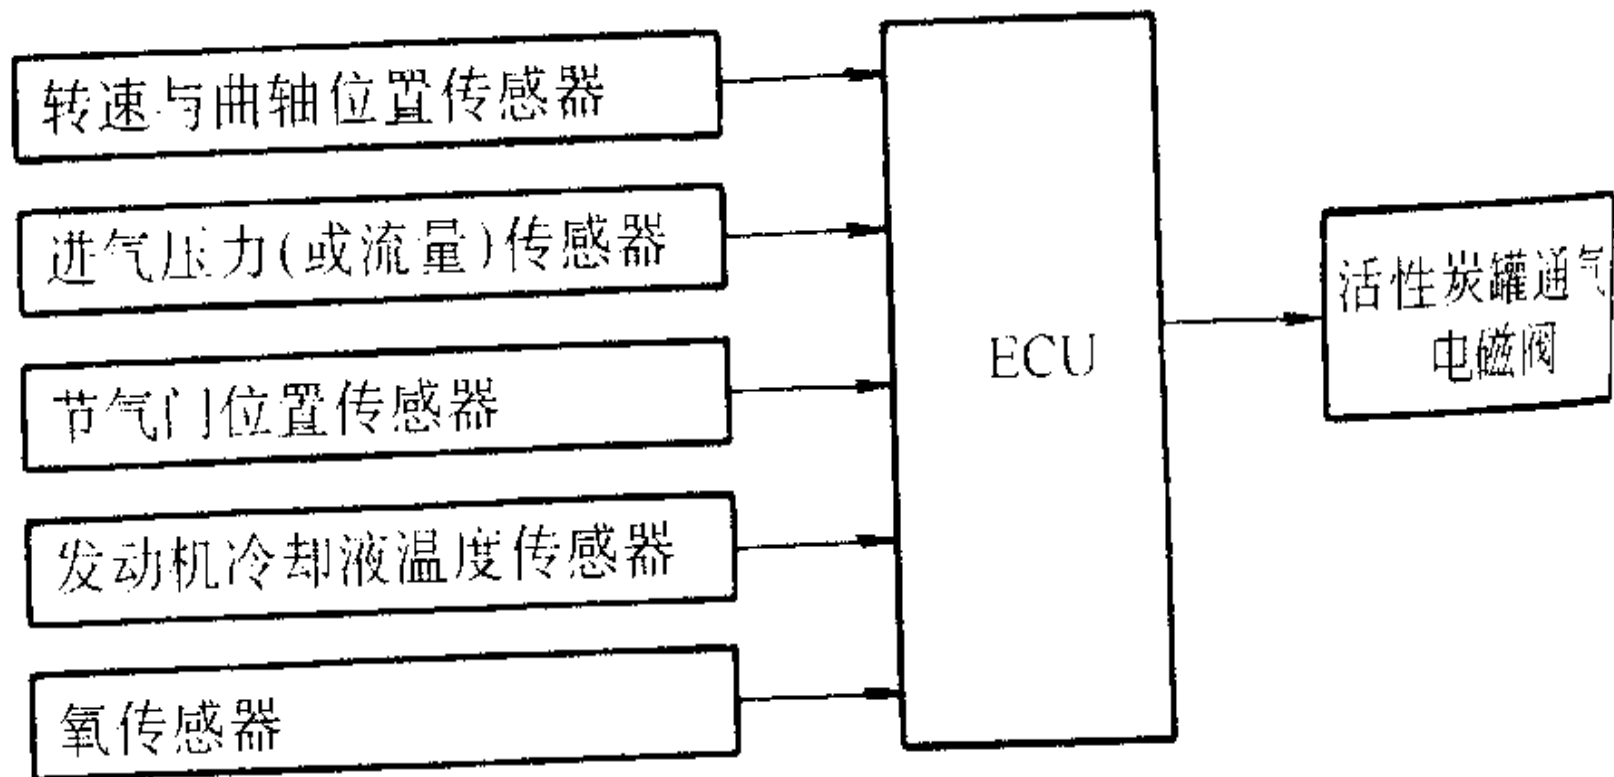 转速与曲轴位置传感器
进气压力(或流量)传感器
节气门位置传感器
发动机冷却液温度传感器
氧传感器
ECU
活性炭罐通气
电磁阀